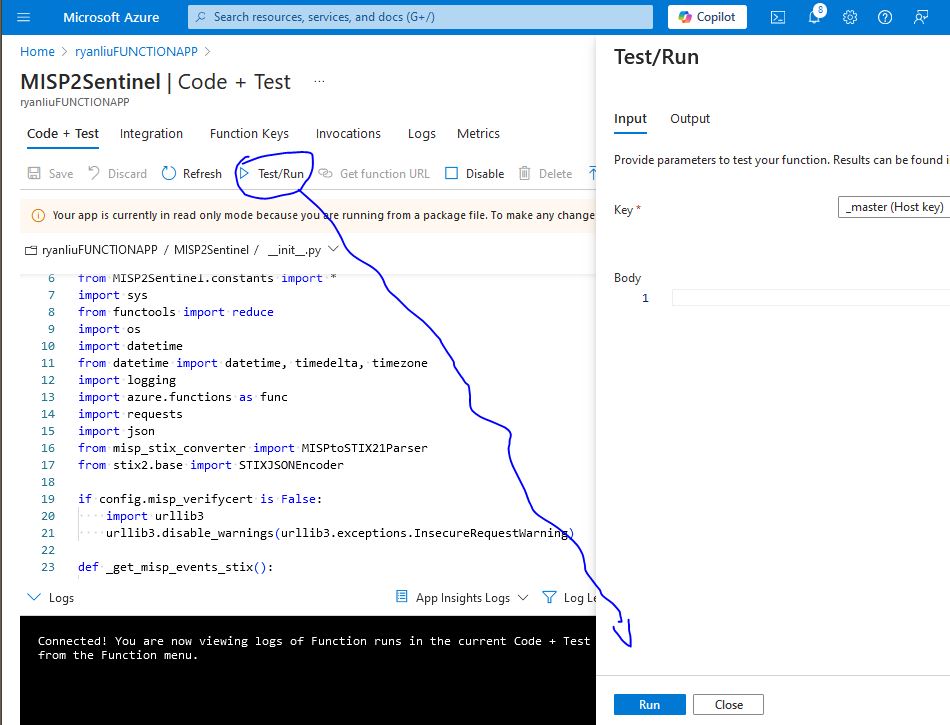 Microsoft Azure
Search resources, services, and docs (G+/)
Copilot
8
Home > ryanliuFUNCTIONAPP >
MISP2Sentinel | Code + Test ...
ryanliuFUNCTIONAPP
Code + Test Integration Function Keys Invocations Logs Metrics
Save Discard Refresh Test/Run Get function URL Disable Delete
Your app is currently in read only mode because you are running from a package file. To make any change
ryanliuFUNCTIONAPP / MISP2Sentinel / __init__.py
6 from MISP2Sentinel.constants import *
7 import sys
8 from functools import reduce
9 import os
10 import datetime
11 from datetime import datetime, timedelta, timezone
12 import logging
13 import azure.functions as func
14 import requests
15 import json
16 from misp_stix_converter import MISPtoSTIX21Parser
17 from stix2.base import STIXJSONEncoder
18
19 if config.misp_verifycert is False:
20 import urllib3
21 urllib3.disable_warnings(urllib3.exceptions.InsecureRequestWarning)
22
23 def _get_misp_events_stix():
Logs App Insights Logs Log Le
Connected! You are now viewing logs of Function runs in the current Code + Test
from the Function menu.
Test/Run
Input Output
Provide parameters to test your function. Results can be found i
Key * _master (Host key)
Body
1
Run Close